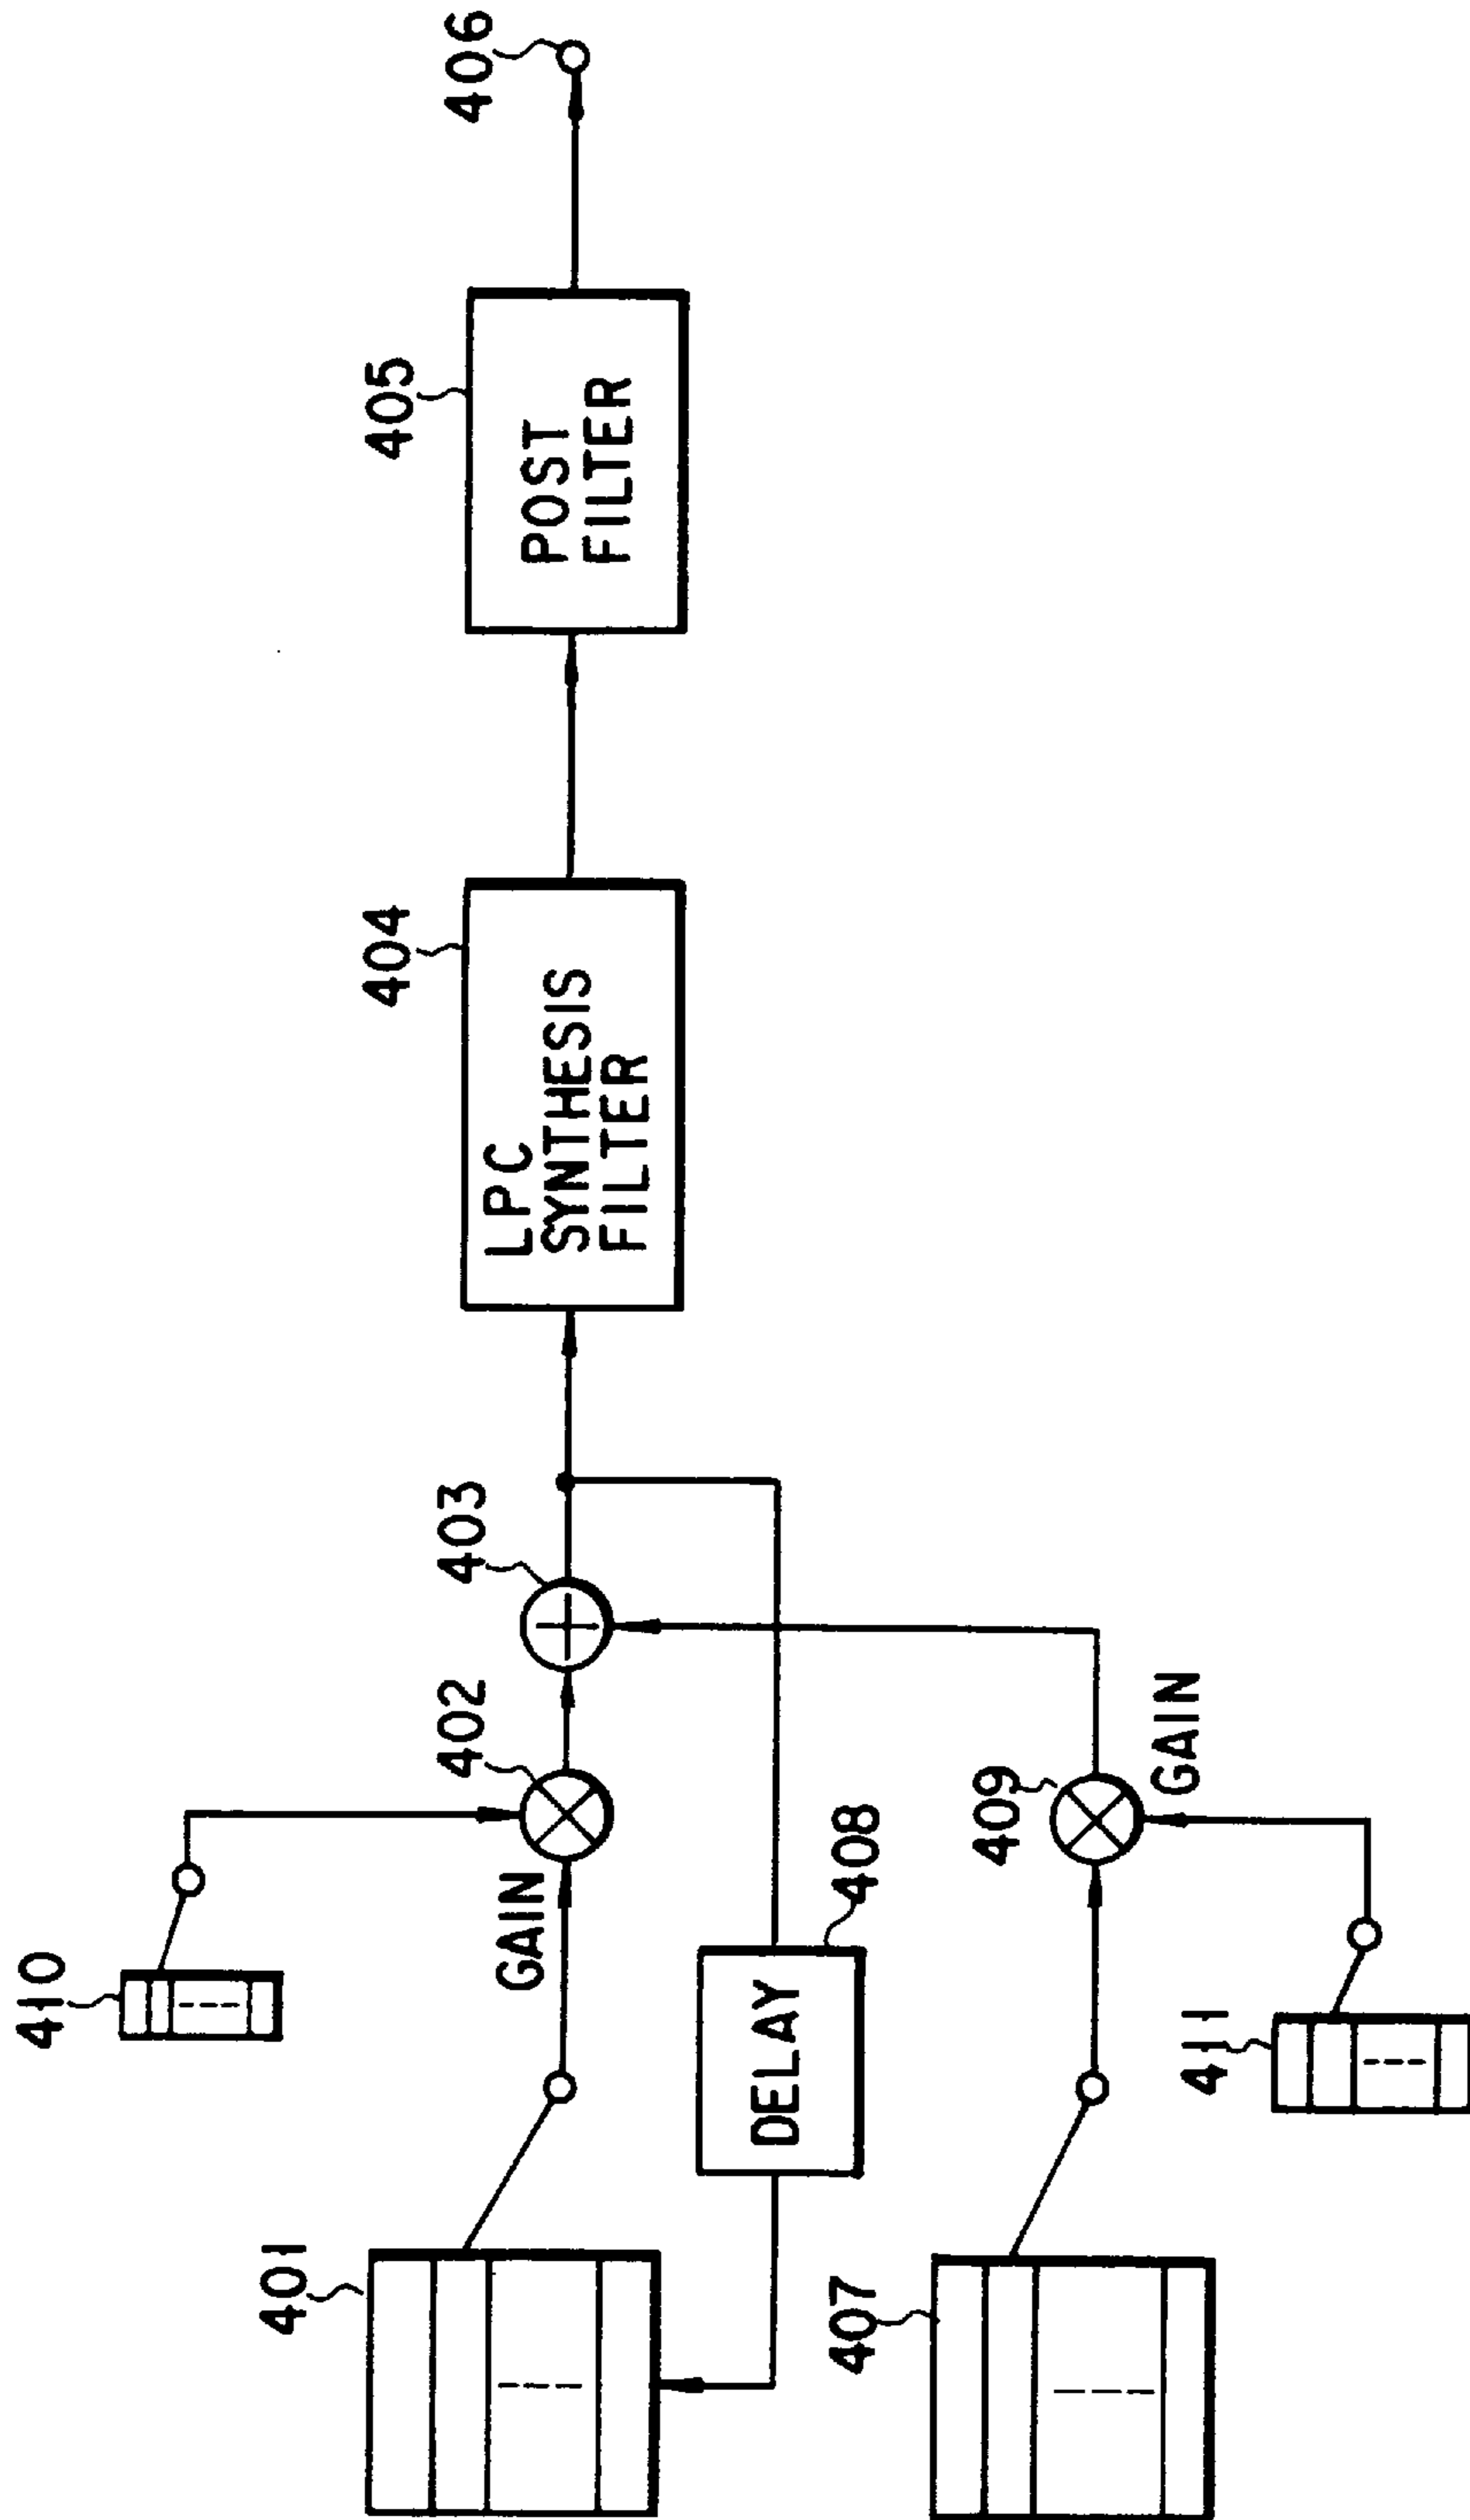 410
401
GAIN
402
403
404
LPC
SYNTHESIS
FILTER
405
POST
FILTER
406
DELAY
408
407
409
GAIN
411